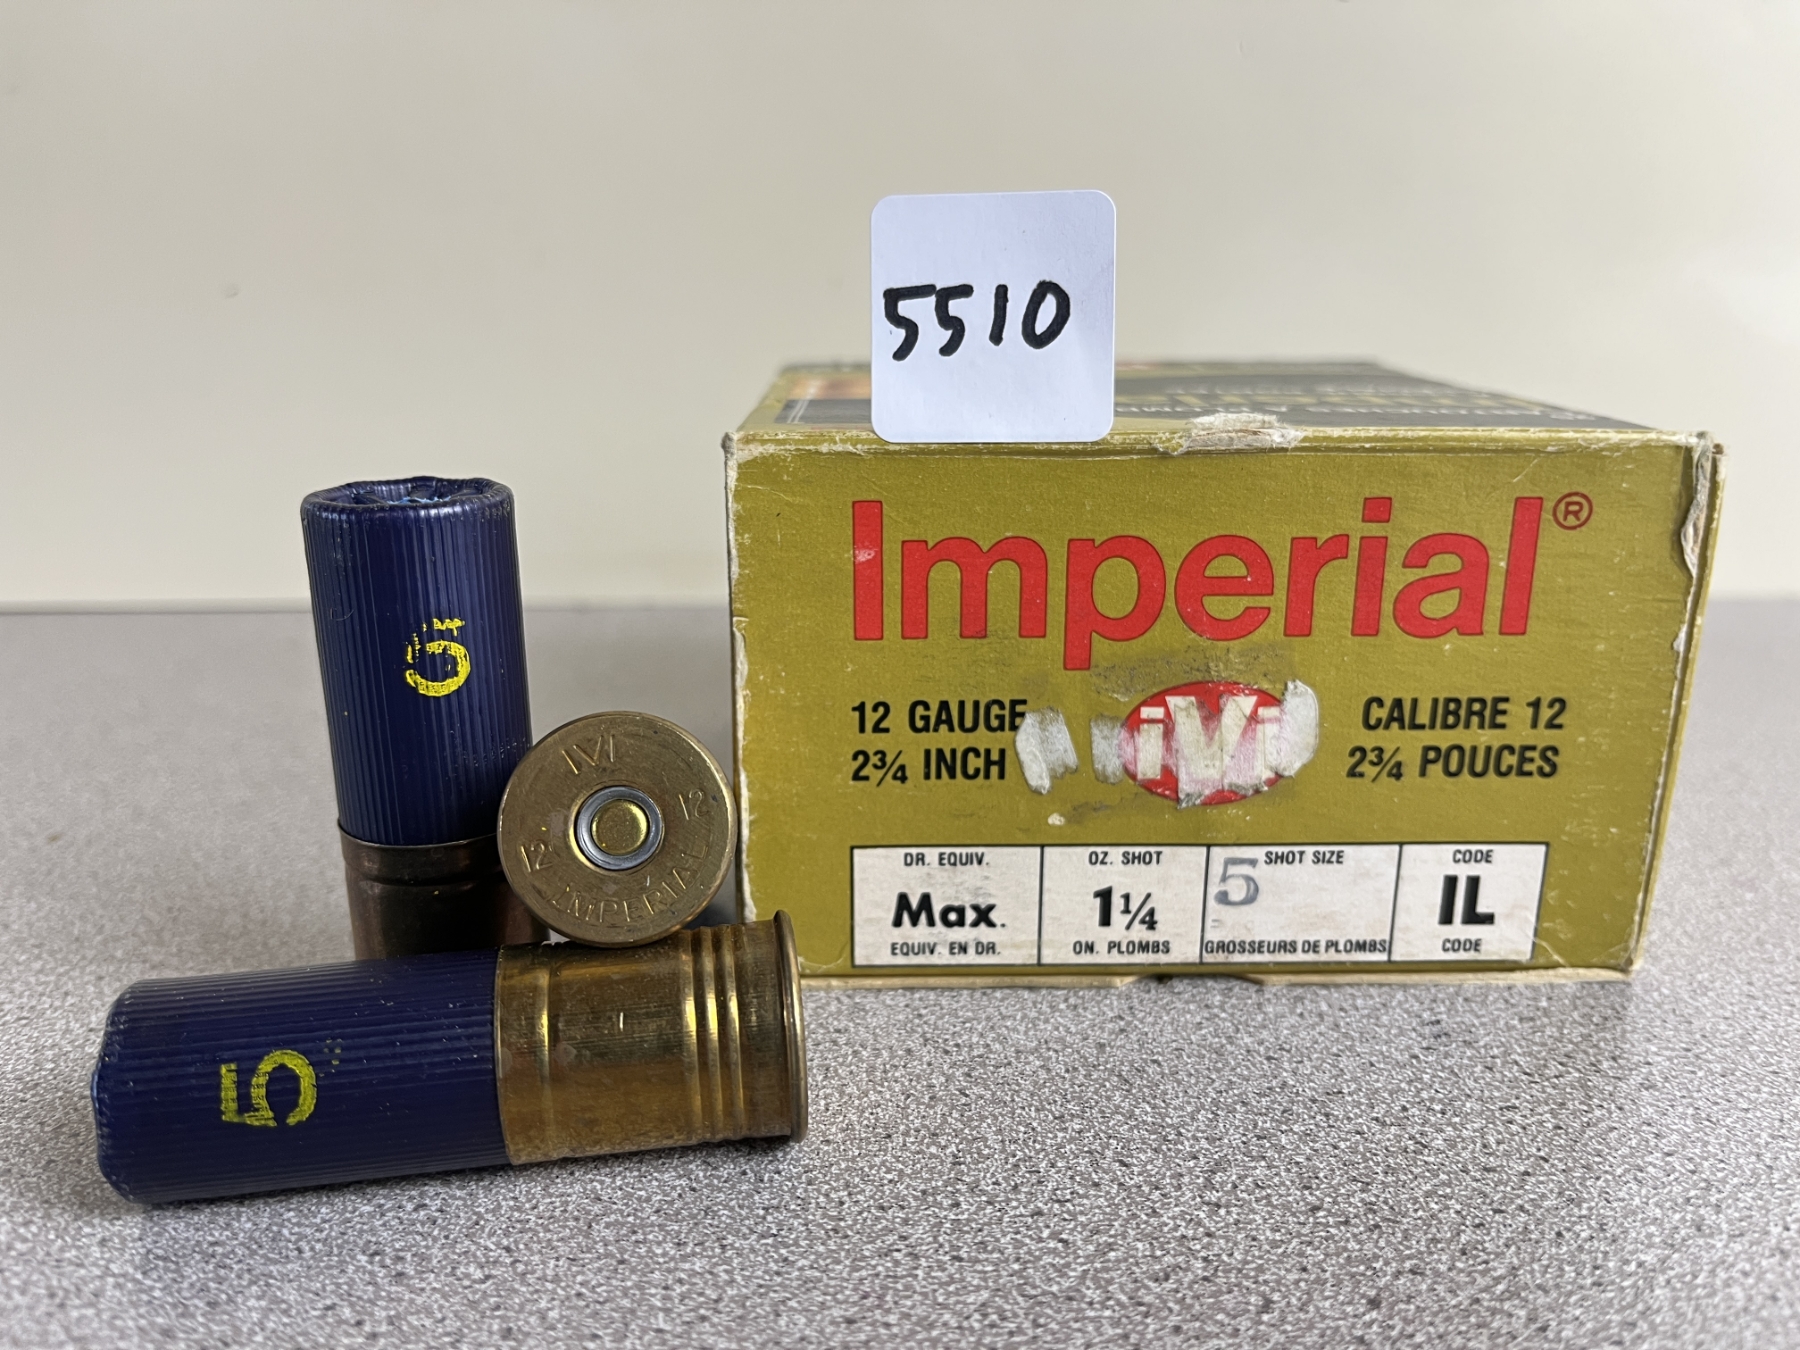 5510
Imperial®
12 GAUGE
2¾ INCH
iVi
CALIBRE 12
2¾ POUCES
DR. EQUIV.
Max.
EQUIV. EN DR.
OZ. SHOT
1¼
ON. PLOMBS
SHOT SIZE
5
GROSSEURS DE PLOMBS
CODE
IL
CODE
5
IVI
12 12
IMPERIAL
5